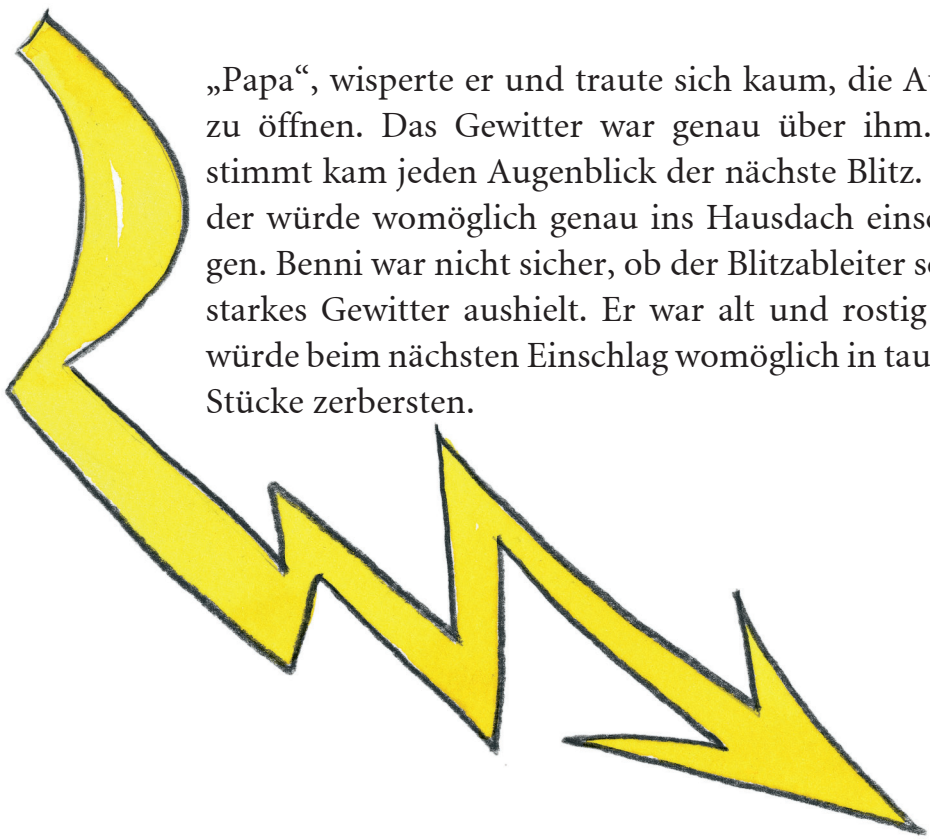 „Papa“, wisperte er und traute sich kaum, die
zu öffnen. Das Gewitter war genau über ihm.
stimmt kam jeden Augenblick der nächste Blitz.
der würde womöglich genau ins Hausdach
gen. Benni war nicht sicher, ob der Blitzableiter
starkes Gewitter aushielt. Er war alt und rostig
würde beim nächsten Einschlag womöglich in
Stücke zerbersten.